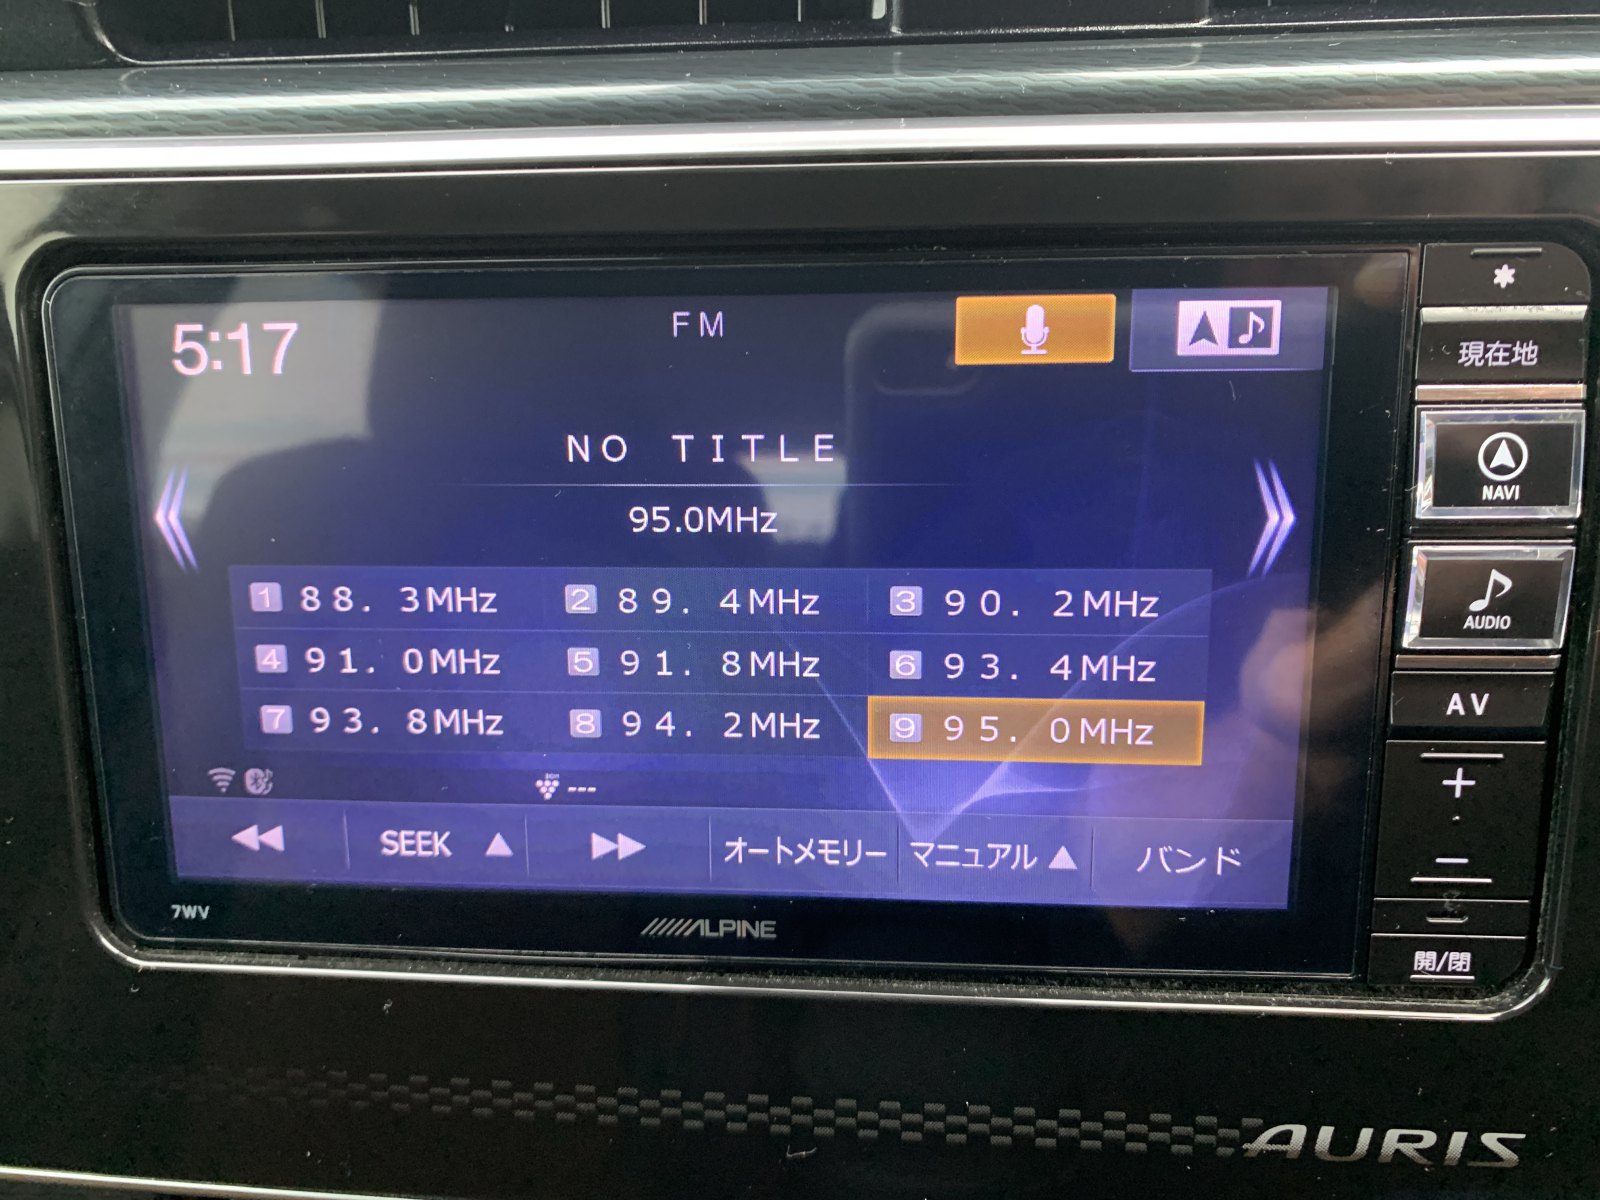 5:17
FM
NO TITLE
95.0MHz
1 88.3MHz 2 89.4MHz 3 90.2MHz
4 91.0MHz 5 91.8MHz 6 93.4MHz
7 93.8MHz 8 94.2MHz 9 95.0MHz
---
SEEK ▲ オートメモリー マニュアル ▲ バンド
7WV
ALPINE
現在地
NAVI
AUDIO
AV
+
−
開/閉
AURIS